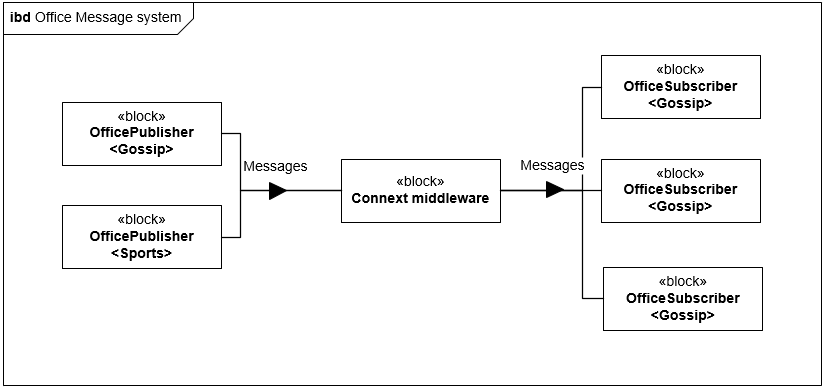 ibd Office Message system
«block»
OfficePublisher
<Gossip>
«block»
OfficePublisher
<Sports>
Messages
«block»
Connext middleware
Messages
«block»
OfficeSubscriber
<Gossip>
«block»
OfficeSubscriber
<Gossip>
«block»
OfficeSubscriber
<Gossip>